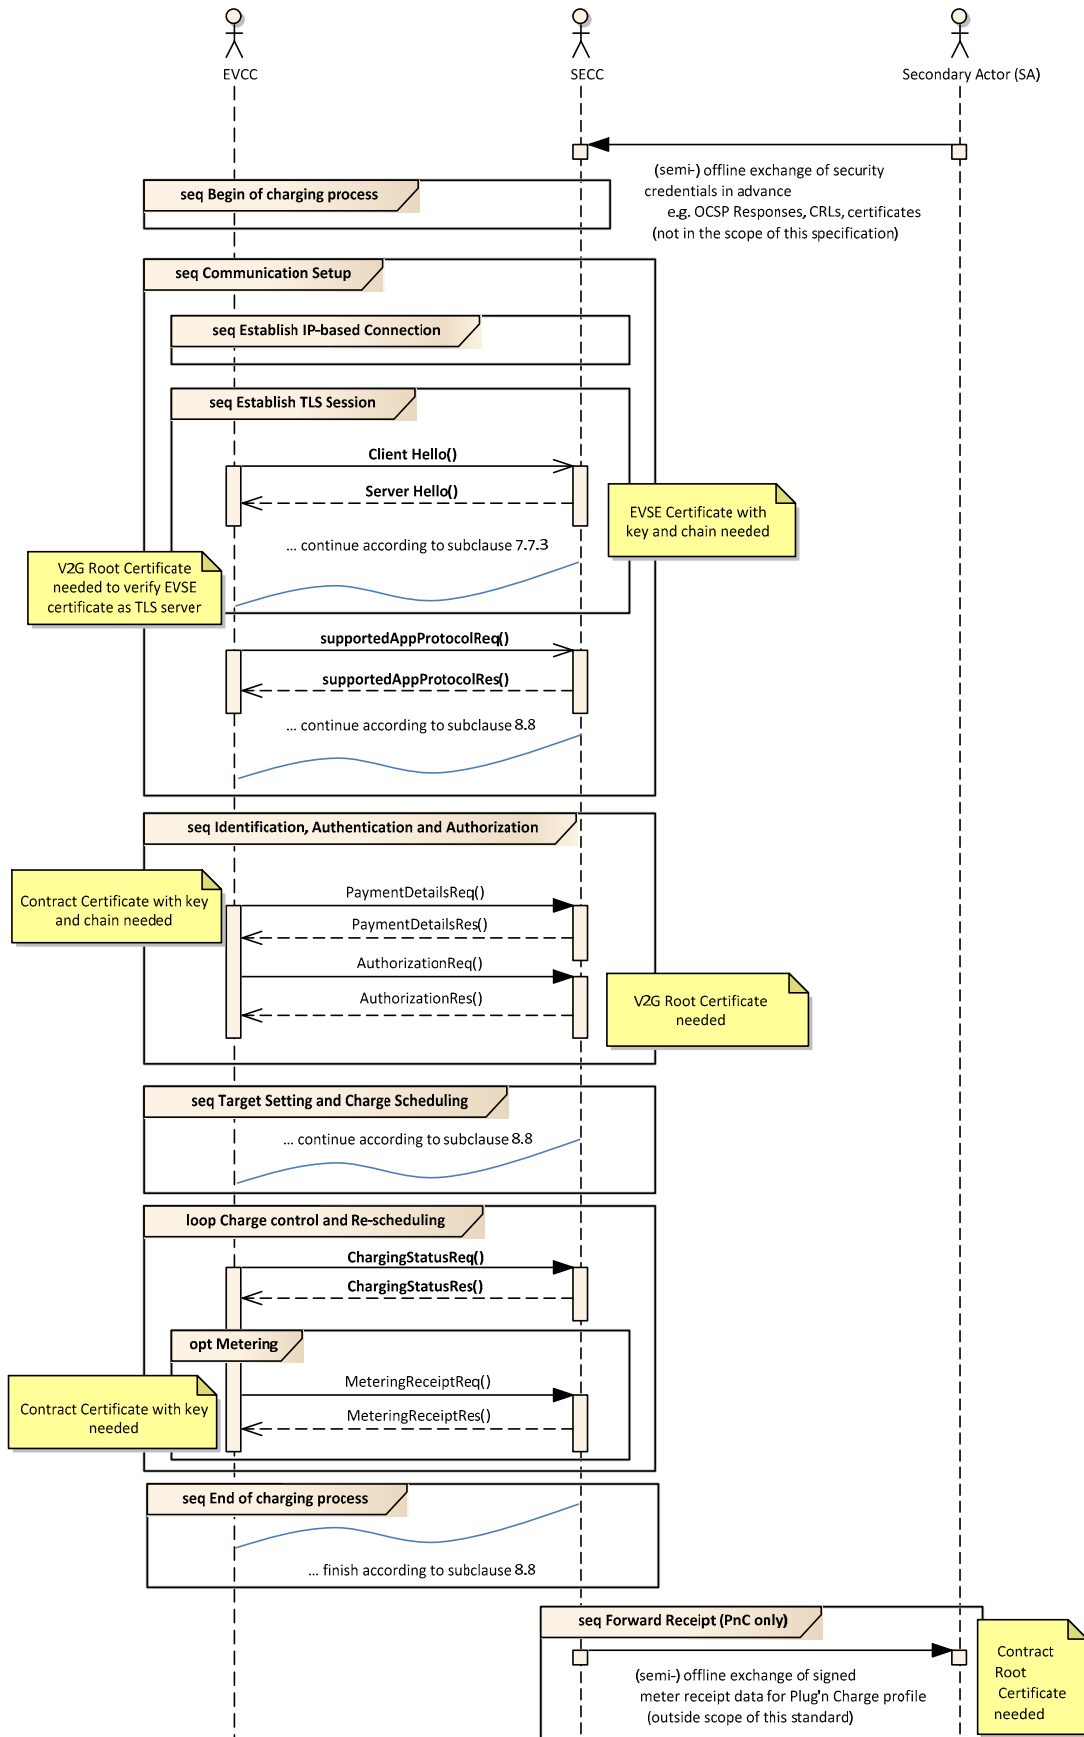 EVCC
SECC
Secondary Actor (SA)
(semi-) offline exchange of security
credentials in advance
e.g. OCSP Responses, CRLs, certificates
(not in the scope of this specification)
seq Begin of charging process
seq Communication Setup
seq Establish IP-based Connection
seq Establish TLS Session
Client Hello()
Server Hello()
EVSE Certificate with
key and chain needed
... continue according to subclause 7.7.3
V2G Root Certificate
needed to verify EVSE
certificate as TLS server
supportedAppProtocolReq()
supportedAppProtocolRes()
... continue according to subclause 8.8
seq Identification, Authentication and Authorization
Contract Certificate with key
and chain needed
PaymentDetailsReq()
PaymentDetailsRes()
AuthorizationReq()
AuthorizationRes()
V2G Root Certificate
needed
seq Target Setting and Charge Scheduling
... continue according to subclause 8.8
loop Charge control and Re-scheduling
ChargingStatusReq()
ChargingStatusRes()
opt Metering
MeteringReceiptReq()
MeteringReceiptRes()
Contract Certificate with key
needed
seq End of charging process
... finish according to subclause 8.8
seq Forward Receipt (PnC only)
(semi-) offline exchange of signed
meter receipt data for Plug'n Charge profile
(outside scope of this standard)
Contract
Root
Certificate
needed